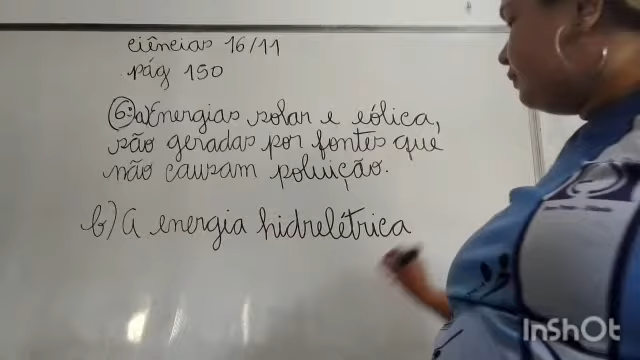 ciências 16/11
pág 150
6ª a) Energias solar e eólica,
são geradas por fontes que
não causam poluição.
b) A energia hidrelétrica
InShOt